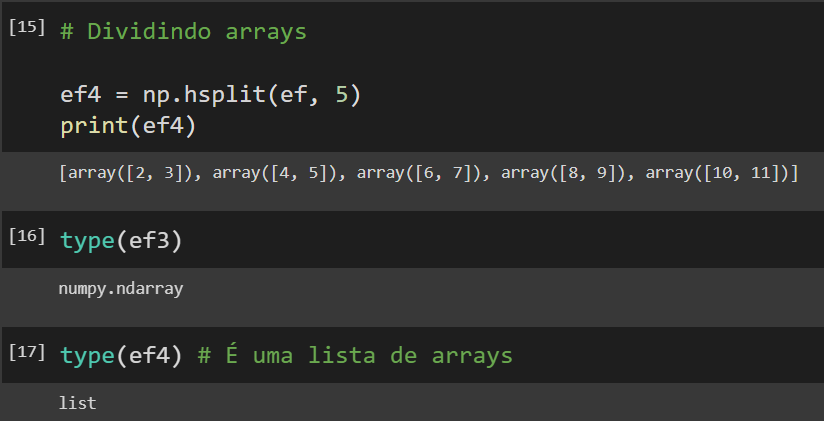 [15] # Dividindo arrays
ef4 = np.hsplit(ef, 5)
print(ef4)
[array([2, 3]), array([4, 5]), array([6, 7]), array([8, 9]), array([10, 11])]
[16] type(ef3)
numpy.ndarray
[17] type(ef4) # É uma lista de arrays
list